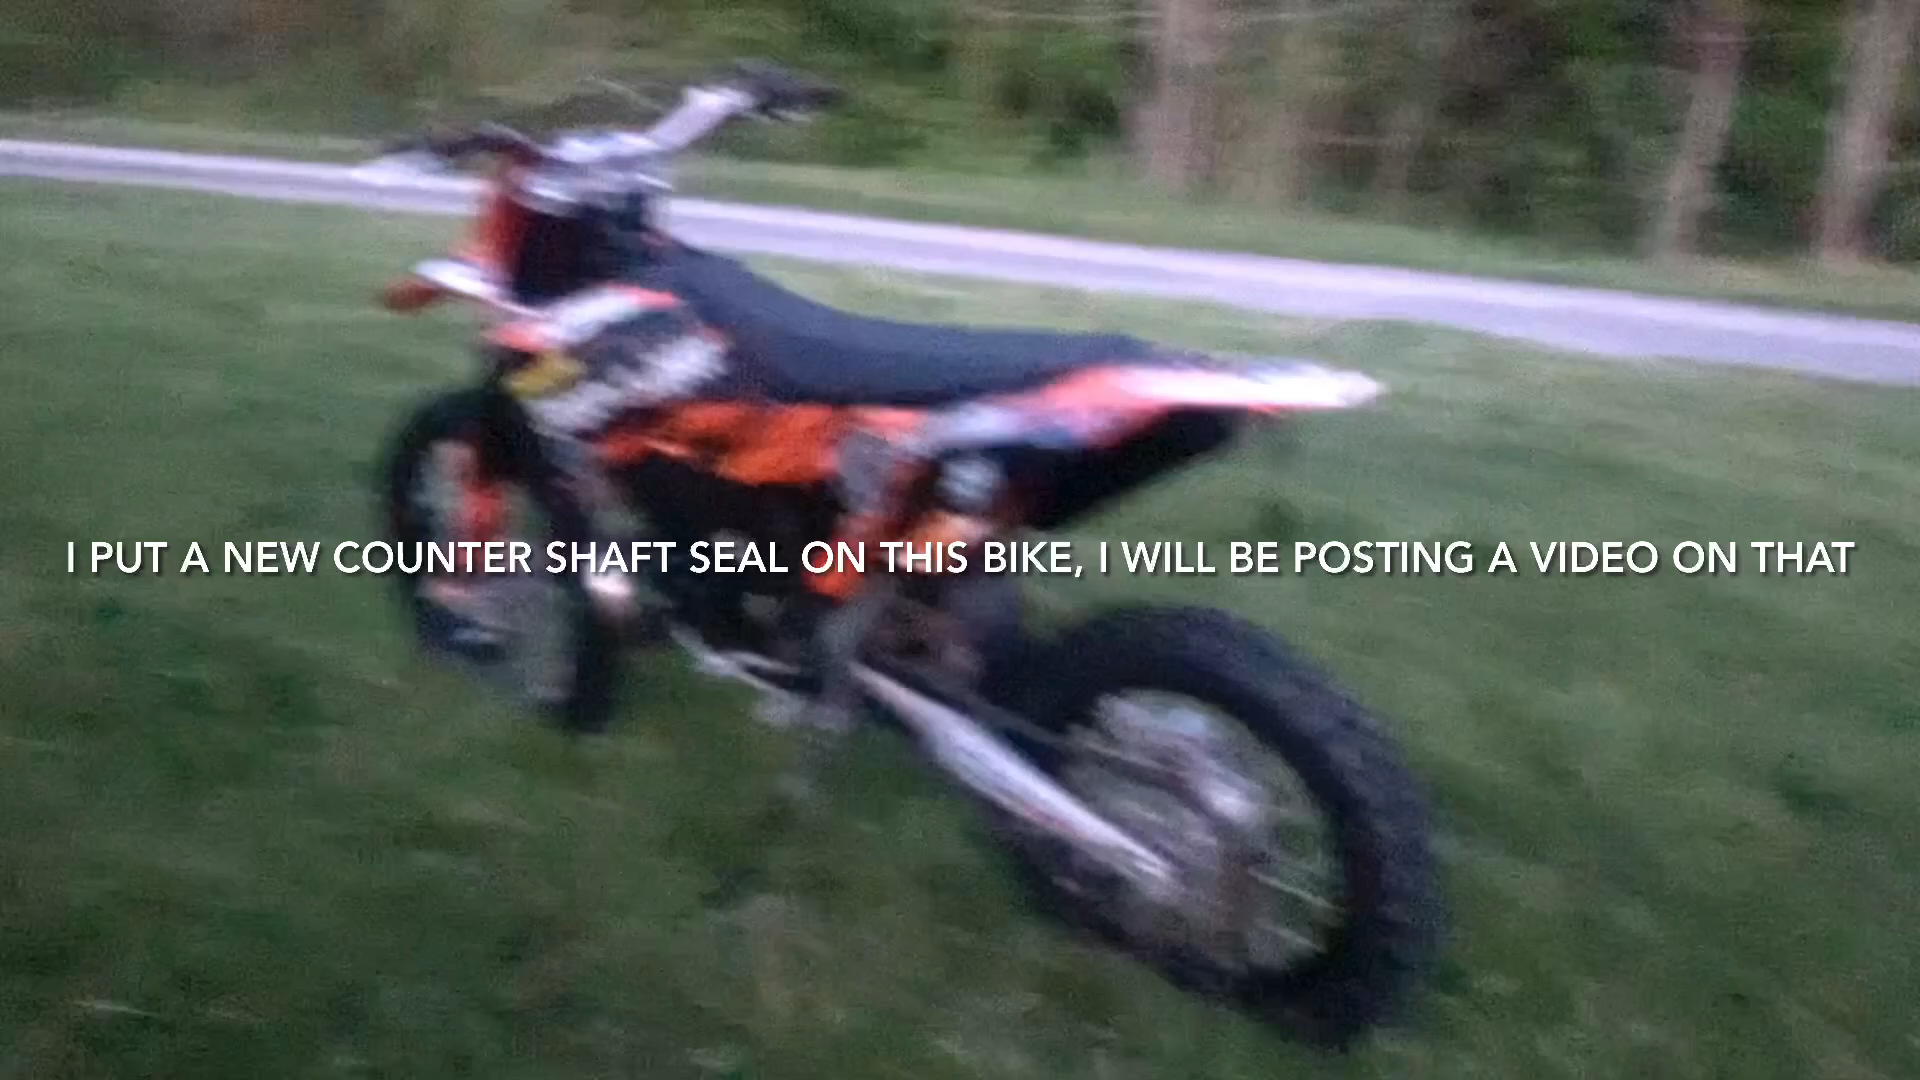 I PUT A NEW COUNTER SHAFT SEAL ON THIS BIKE, I WILL BE POSTING A VIDEO ON THAT